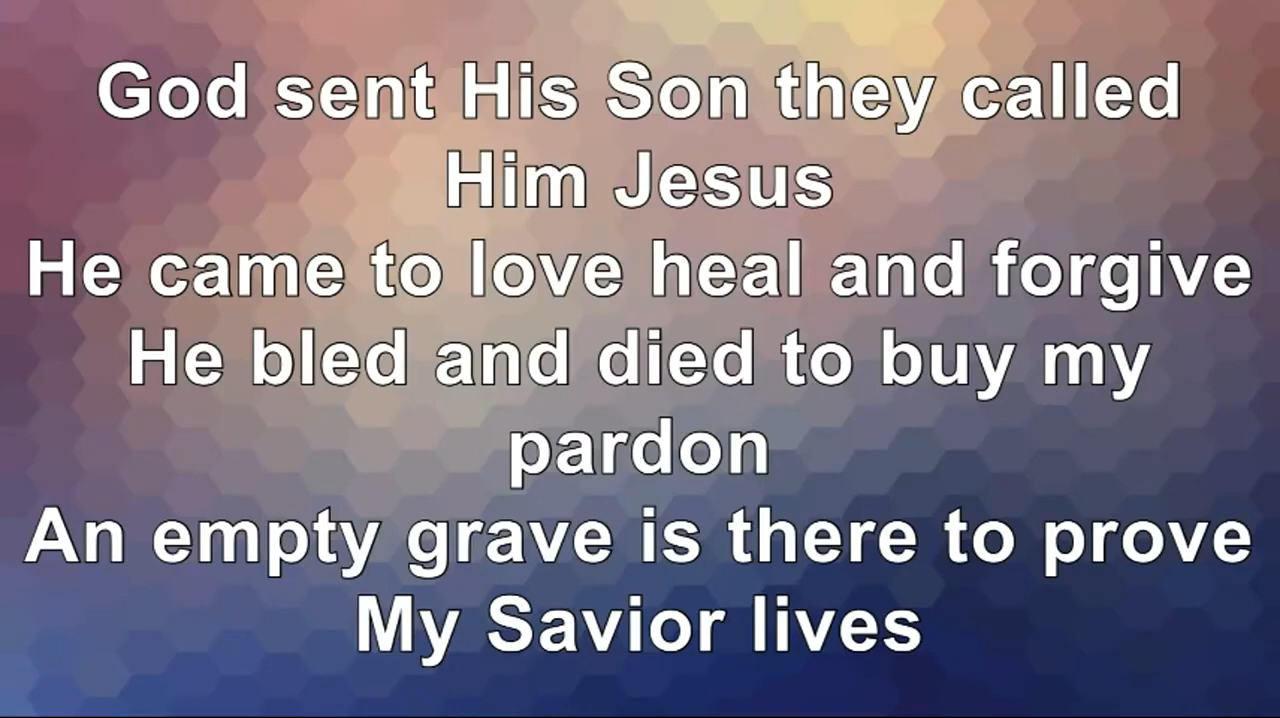 God sent His Son they called
Him Jesus
He came to love heal and forgive
He bled and died to buy my
pardon
An empty grave is there to prove
My Savior lives